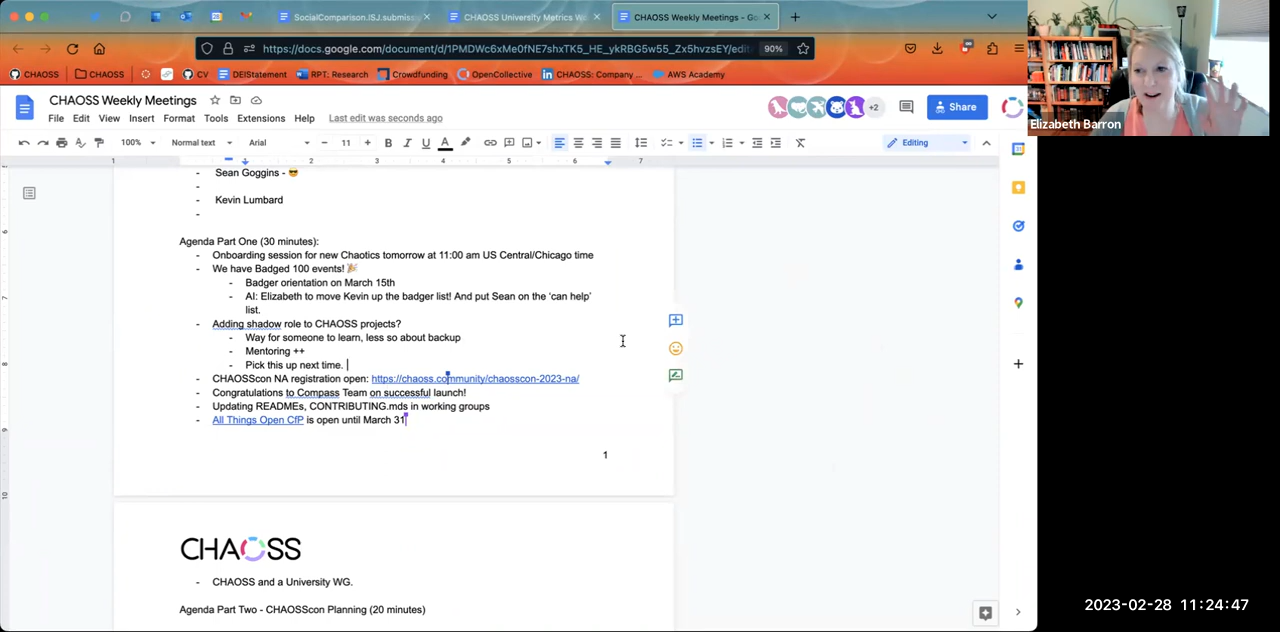 SocialComparison.ISJ.submiss
CHAOSS University Metrics Wo
CHAOSS Weekly Meetings - Go
https://docs.google.com/document/d/1PMDWc6xMe0fNE7shxTK5_HE_ykRBG5w55_Zx5hvzsEY/edit
90%
CHAOSS
CHAOSS
CV
DEIStatement
RPT: Research
Crowdfunding
OpenCollective
CHAOSS: Company ...
AWS Academy
Elizabeth Barron
CHAOSS Weekly Meetings
Share
+2
File Edit View Insert Format Tools Extensions Help Last edit was seconds ago
100% Normal text Arial - 11 + B I U A Editing
1 2 3 4 5 6 7
- Sean Goggins - 😎
-
- Kevin Lumbard
-
Agenda Part One (30 minutes):
- Onboarding session for new Chaotics tomorrow at 11:00 am US Central/Chicago time
- We have Badged 100 events! 🎉
- Badger orientation on March 15th
- AI: Elizabeth to move Kevin up the badger list! And put Sean on the 'can help'
list.
- Adding shadow role to CHAOSS projects?
- Way for someone to learn, less so about backup
- Mentoring ++
- Pick this up next time.
- CHAOSScon NA registration open: https://chaoss.community/chaosscon-2023-na/
- Congratulations to Compass Team on successful launch!
- Updating READMEs, CONTRIBUTING.mds in working groups
- All Things Open CfP is open until March 31
1
CHAOSS
- CHAOSS and a University WG.
Agenda Part Two - CHAOSScon Planning (20 minutes)
2023-02-28 11:24:47